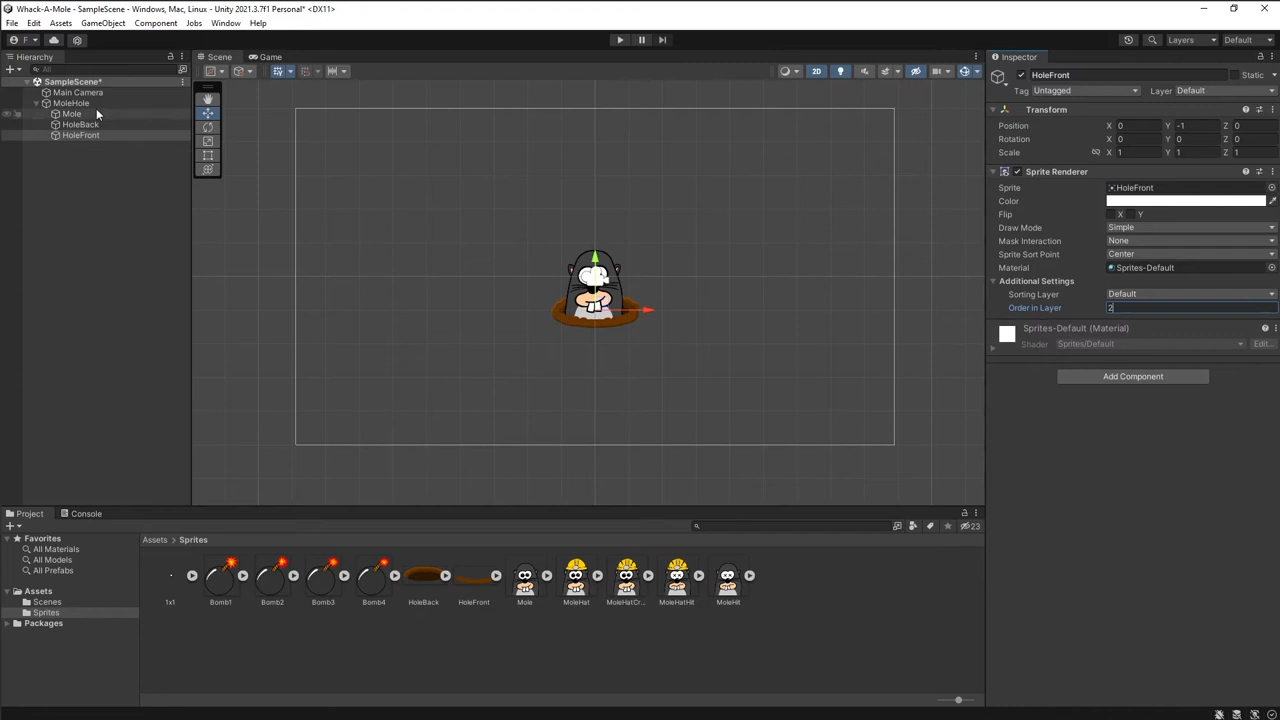 Whack-A-Mole - SampleScene - Windows, Mac, Linux - Unity 2021.3.7f1 Personal* <DX11>
File Edit Assets GameObject Component Jobs Window Help
F Layers Default
Hierarchy
All
SampleScene*
Main Camera
MoleHole
Mole
HoleBack
HoleFront
Scene Game
2D
Inspector
HoleFront Static
Tag Untagged Layer Default
Transform
Position X 0 Y -1 Z 0
Rotation X 0 Y 0 Z 0
Scale X 1 Y 1 Z 1
Sprite Renderer
Sprite HoleFront
Color
Flip X Y
Draw Mode Simple
Mask Interaction None
Sprite Sort Point Center
Material Sprites-Default
Additional Settings
Sorting Layer Default
Order in Layer 2
Sprites-Default (Material)
Shader Sprites/Default Edit...
Add Component
Project Console
23
Favorites
All Materials
All Models
All Prefabs
Assets
Scenes
Sprites
Packages
Assets Sprites
1x1 Bomb1 Bomb2 Bomb3 Bomb4 HoleBack HoleFront Mole MoleHat MoleHatCr... MoleHatHit MoleHit